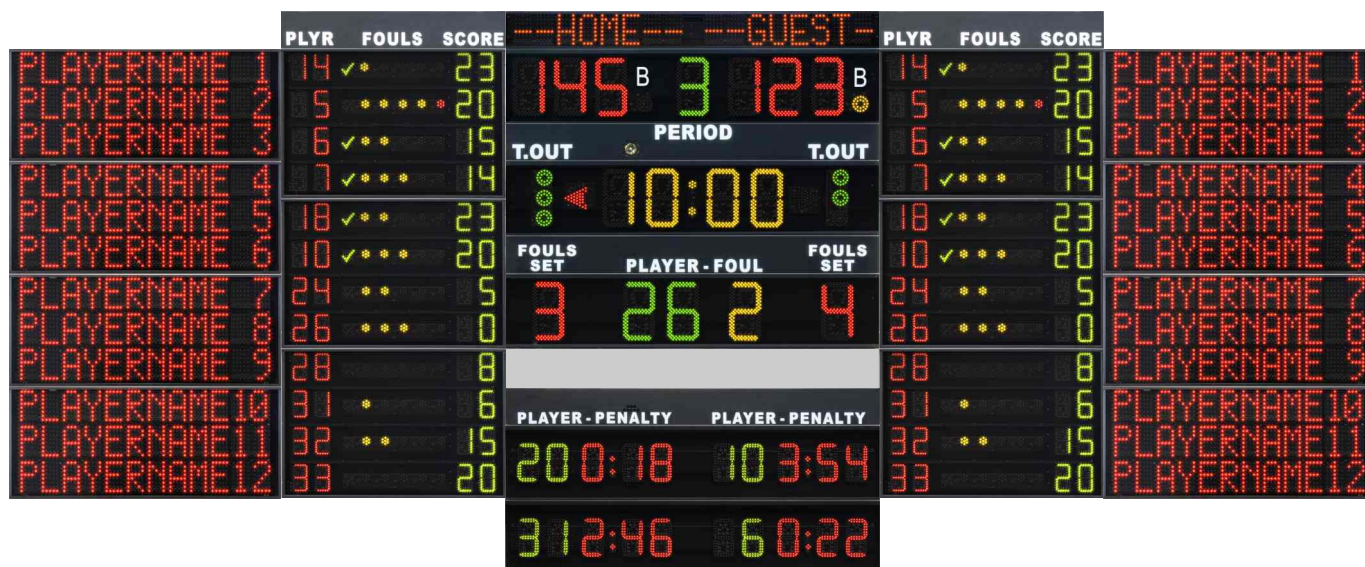 PLAYERNAME 1
PLAYERNAME 2
PLAYERNAME 3
PLAYERNAME 4
PLAYERNAME 5
PLAYERNAME 6
PLAYERNAME 7
PLAYERNAME 8
PLAYERNAME 9
PLAYERNAME10
PLAYERNAME11
PLAYERNAME12
PLYR FOULS SCORE
14 ✓ 23
5 20
6 ✓ 15
7 ✓ 14
18 ✓ 23
10 ✓ 20
24 5
26 0
28 8
31 6
32 15
33 20
--HOME-- --GUEST-
145 B 3 123 B
PERIOD
T.OUT T.OUT
10:00
FOULS SET PLAYER - FOUL FOULS SET
3 26 2 4
PLAYER - PENALTY PLAYER - PENALTY
20 0:18 10 3:54
31 2:46 6 0:22
PLYR FOULS SCORE
14 ✓ 23
5 20
6 ✓ 15
7 ✓ 14
18 ✓ 23
10 ✓ 20
24 5
26 0
28 8
31 6
32 15
33 20
PLAYERNAME 1
PLAYERNAME 2
PLAYERNAME 3
PLAYERNAME 4
PLAYERNAME 5
PLAYERNAME 6
PLAYERNAME 7
PLAYERNAME 8
PLAYERNAME 9
PLAYERNAME10
PLAYERNAME11
PLAYERNAME12